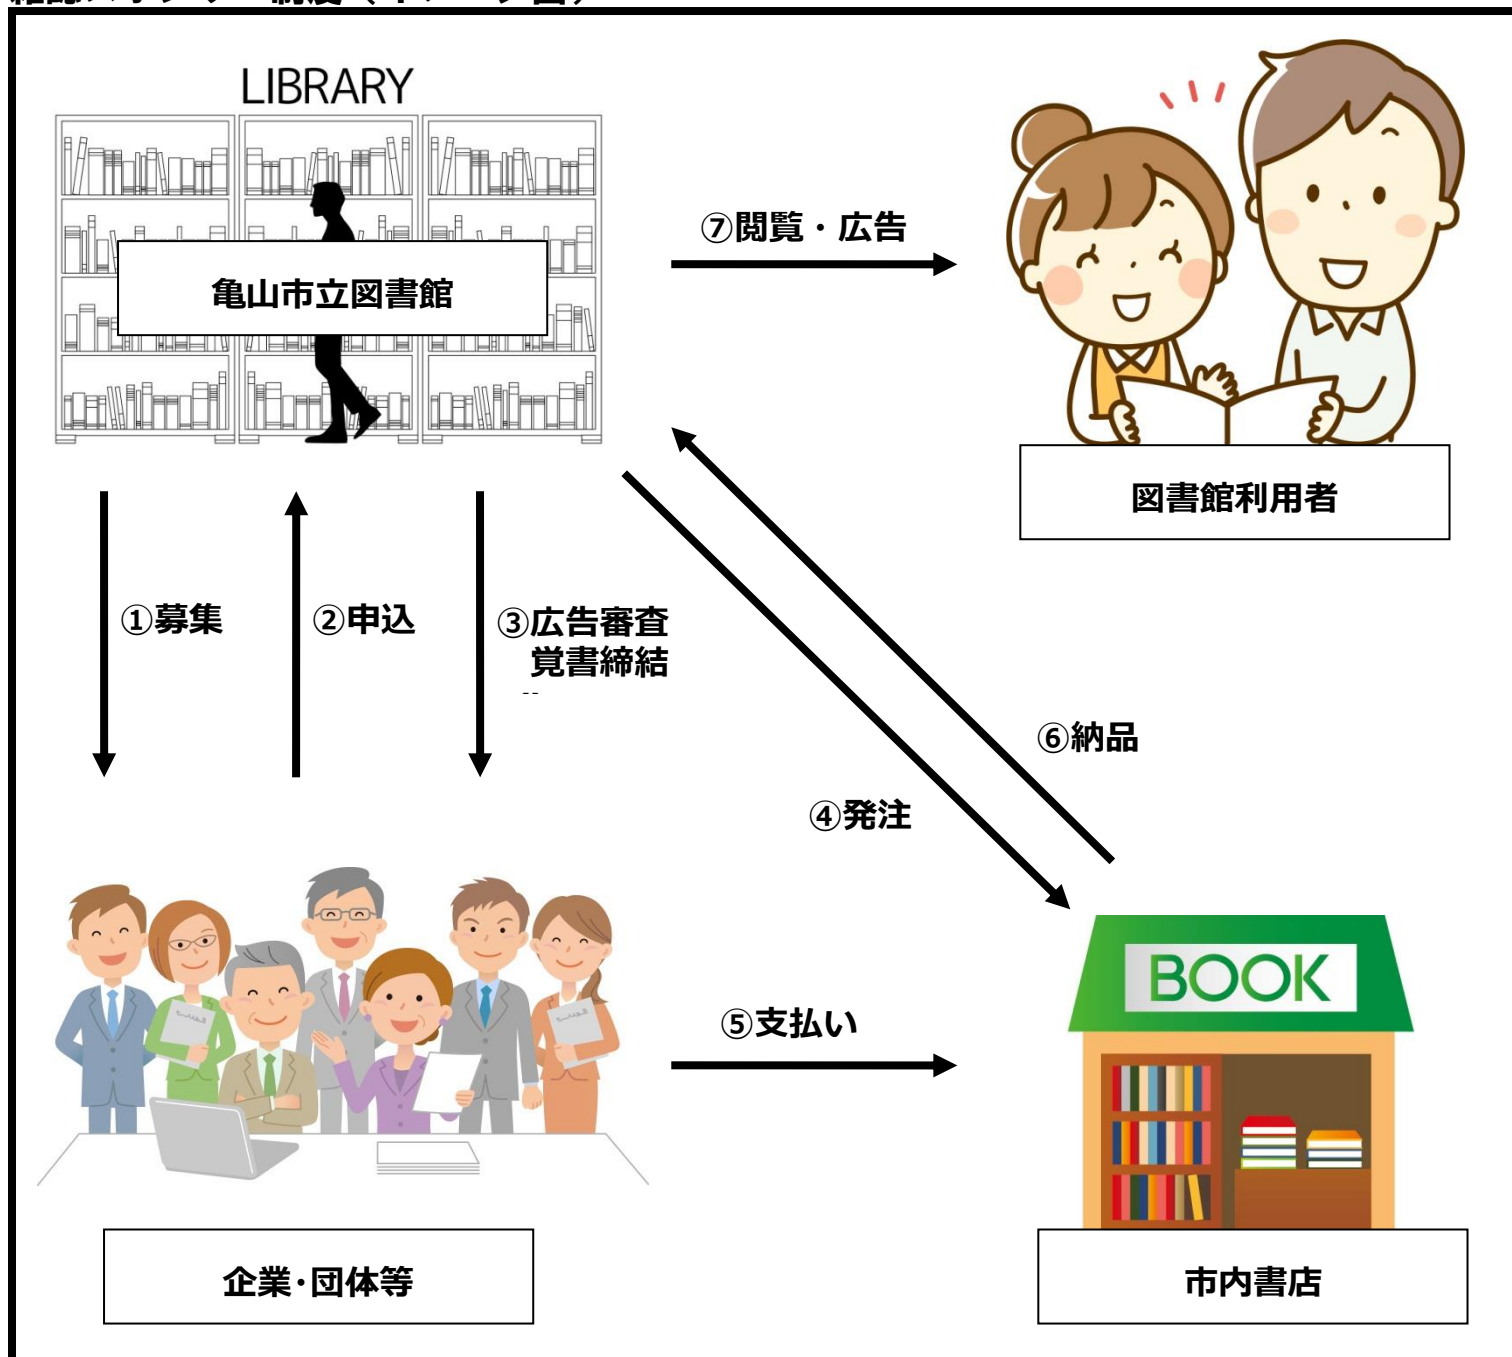 LIBRARY
亀山市立図書館
⑦閲覧・広告
図書館利用者
①募集
②申込
③広告審査
覚書締結
⑥納品
④発注
BOOK
⑤支払い
企業・団体等
市内書店